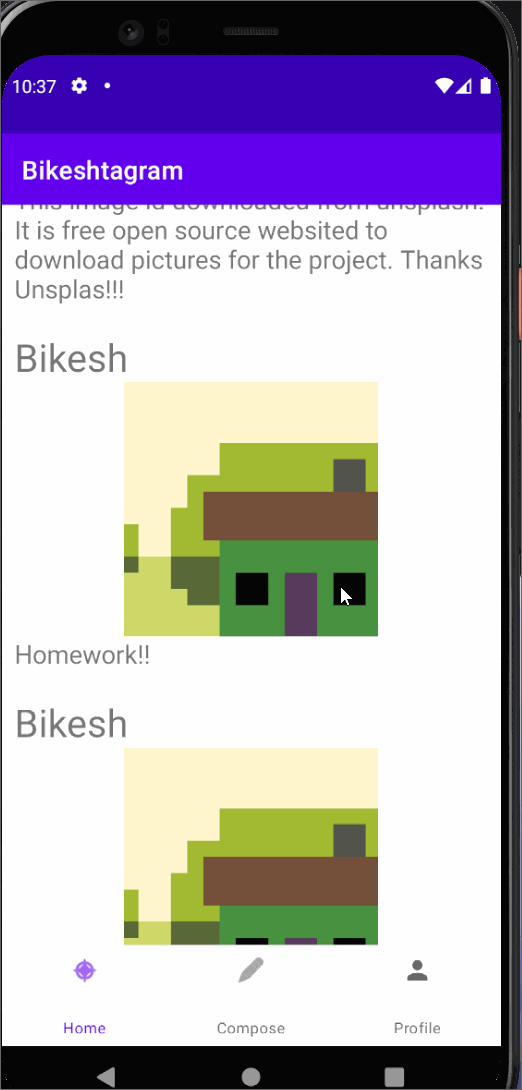 10:37
Bikeshtagram
This image id downloaded from unsplash.
It is free open source websited to
download pictures for the project. Thanks
Unsplas!!!
Bikesh
Homework!!
Bikesh
Home
Compose
Profile